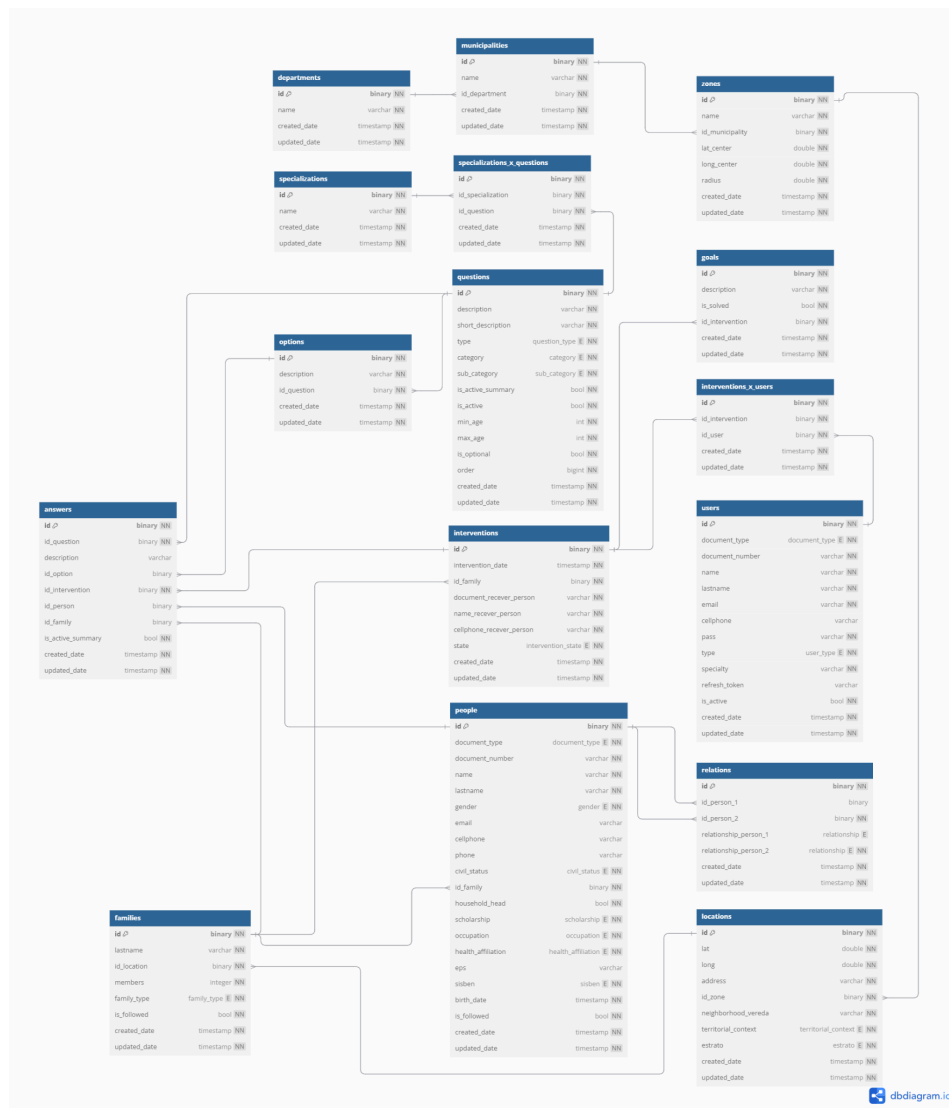 municipalities
id binary NN
name varchar NN
id_department binary NN
created_date timestamp NN
updated_date timestamp NN
departments
id binary NN
name varchar NN
created_date timestamp NN
updated_date timestamp NN
zones
id binary NN
name varchar NN
id_municipality binary NN
lat_center double NN
long_center double NN
radius double NN
created_date timestamp NN
updated_date timestamp NN
specializations
id binary NN
name varchar NN
created_date timestamp NN
updated_date timestamp NN
specializations_x_questions
id binary NN
id_specialization binary NN
id_question binary NN
created_date timestamp NN
updated_date timestamp NN
goals
id binary NN
description varchar NN
is_solved bool NN
id_intervention binary NN
created_date timestamp NN
updated_date timestamp NN
questions
id binary NN
description varchar NN
short_description varchar NN
type question_type E NN
category category E NN
sub_category sub_category E NN
is_active_summary bool NN
is_active bool NN
min_age int NN
max_age int NN
is_optional bool NN
order bigint NN
created_date timestamp NN
updated_date timestamp NN
options
id binary NN
description varchar NN
id_question binary NN
created_date timestamp NN
updated_date timestamp NN
interventions_x_users
id binary NN
id_intervention binary NN
id_user binary NN
created_date timestamp NN
updated_date timestamp NN
answers
id binary NN
id_question binary NN
description varchar
id_option binary
id_intervention binary NN
id_person binary
id_family binary
is_active_summary bool NN
created_date timestamp NN
updated_date timestamp NN
interventions
id binary NN
intervention_date timestamp NN
id_family binary NN
document_recever_person varchar NN
name_recever_person varchar NN
cellphone_recever_person varchar NN
state intervention_state E NN
created_date timestamp NN
updated_date timestamp NN
users
id binary NN
document_type document_type E NN
document_number varchar NN
name varchar NN
lastname varchar NN
email varchar NN
cellphone varchar
pass varchar NN
type user_type E NN
specialty varchar NN
refresh_token varchar
is_active bool NN
created_date timestamp NN
updated_date timestamp NN
people
id binary NN
document_type document_type E NN
document_number varchar NN
name varchar NN
lastname varchar NN
gender gender E NN
email varchar
cellphone varchar
phone varchar
civil_status civil_status E NN
id_family binary NN
household_head bool NN
scholarship scholarship E NN
occupation occupation E NN
health_affiliation health_affiliation E NN
eps varchar
sisben sisben E NN
birth_date timestamp NN
is_followed bool NN
created_date timestamp NN
updated_date timestamp NN
relations
id binary NN
id_person_1 binary
id_person_2 binary NN
relationship_person_1 relationship E
relationship_person_2 relationship E NN
created_date timestamp NN
updated_date timestamp NN
families
id binary NN
lastname varchar NN
id_location binary NN
members integer NN
family_type family_type E NN
is_followed bool NN
created_date timestamp NN
updated_date timestamp NN
locations
id binary NN
lat double NN
long double NN
address varchar NN
id_zone binary NN
neighborhood_vereda varchar NN
territorial_context territorial_context E NN
estrato estrato E NN
created_date timestamp NN
updated_date timestamp NN
dbdiagram.io